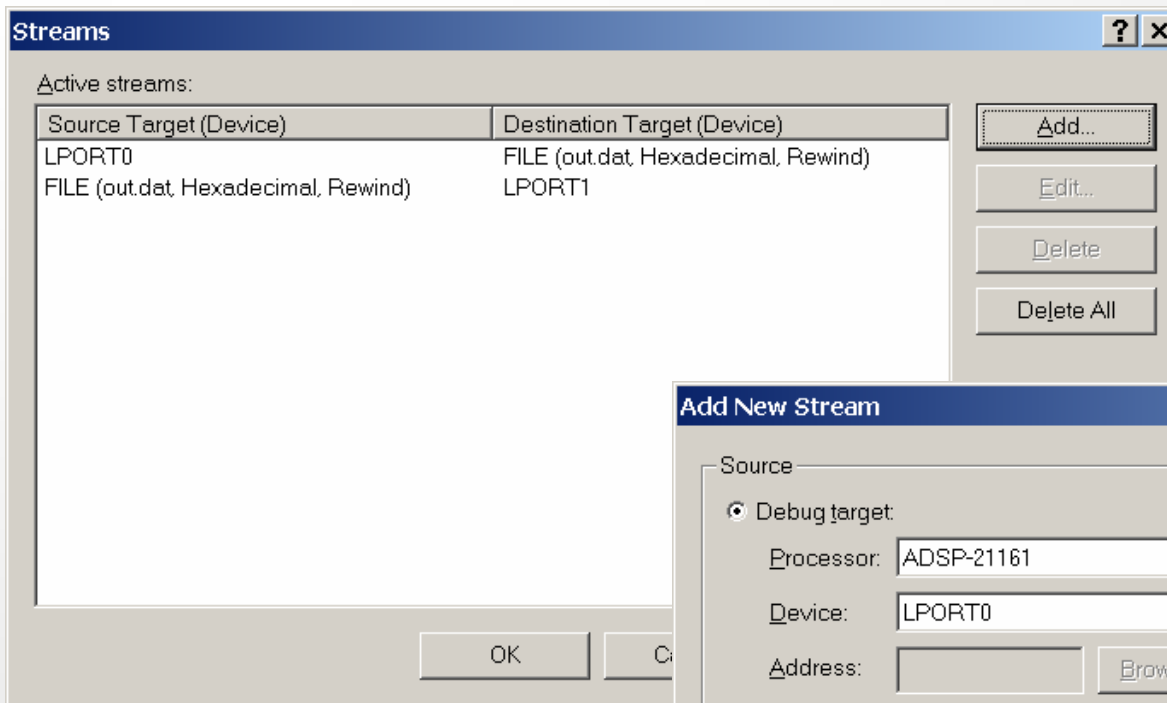 Streams
Active streams:
Source Target (Device) Destination Target (Device)
LPORT0 FILE (out.dat, Hexadecimal, Rewind)
FILE (out.dat, Hexadecimal, Rewind) LPORT1
Add...
Edit...
Delete
Delete All
OK
Add New Stream
Source
Debug target:
Processor: ADSP-21161
Device: LPORT0
Address: